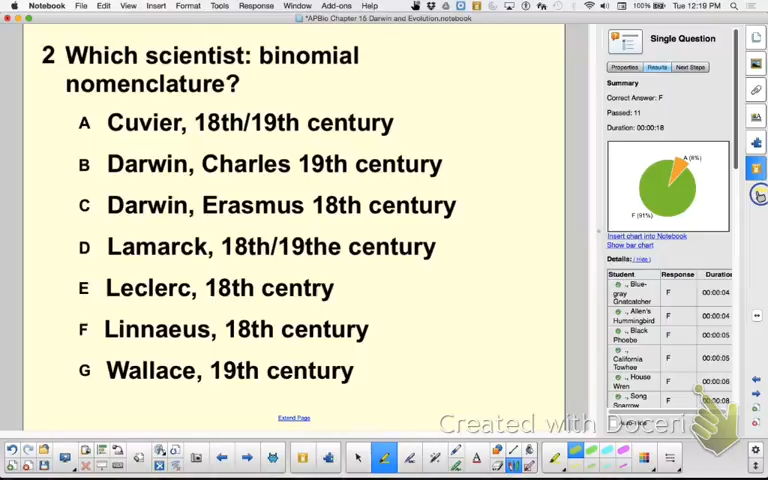 Notebook File Edit View Insert Format Tools Response Window Add-Ons Help 100% Tue 12:19 PM
*APBio Chapter 15 Darwin and Evolution.notebook
2 Which scientist: binomial
nomenclature?
A Cuvier, 18th/19th century
B Darwin, Charles 19th century
C Darwin, Erasmus 18th century
D Lamarck, 18th/19the century
E Leclerc, 18th centry
F Linnaeus, 18th century
G Wallace, 19th century
Extend Page
Single Question
Properties Results Next Steps
Summary
Correct Answer: F
Passed: 11
Duration: 00:00:18
F (91%)
Insert chart into Notebook
Show bar chart
Details: (Hide)
Student Response Duration
Blue-
gray F 00:00:04
Gnatcatcher
Allen's F 00:00:04
Hummingbird
Black F 00:00:05
Phoebe
California F 00:00:05
Towhee
House F 00:00:06
Wren
Song F 00:00:08
Sparrow
Auto-Hide
Created with Doceri